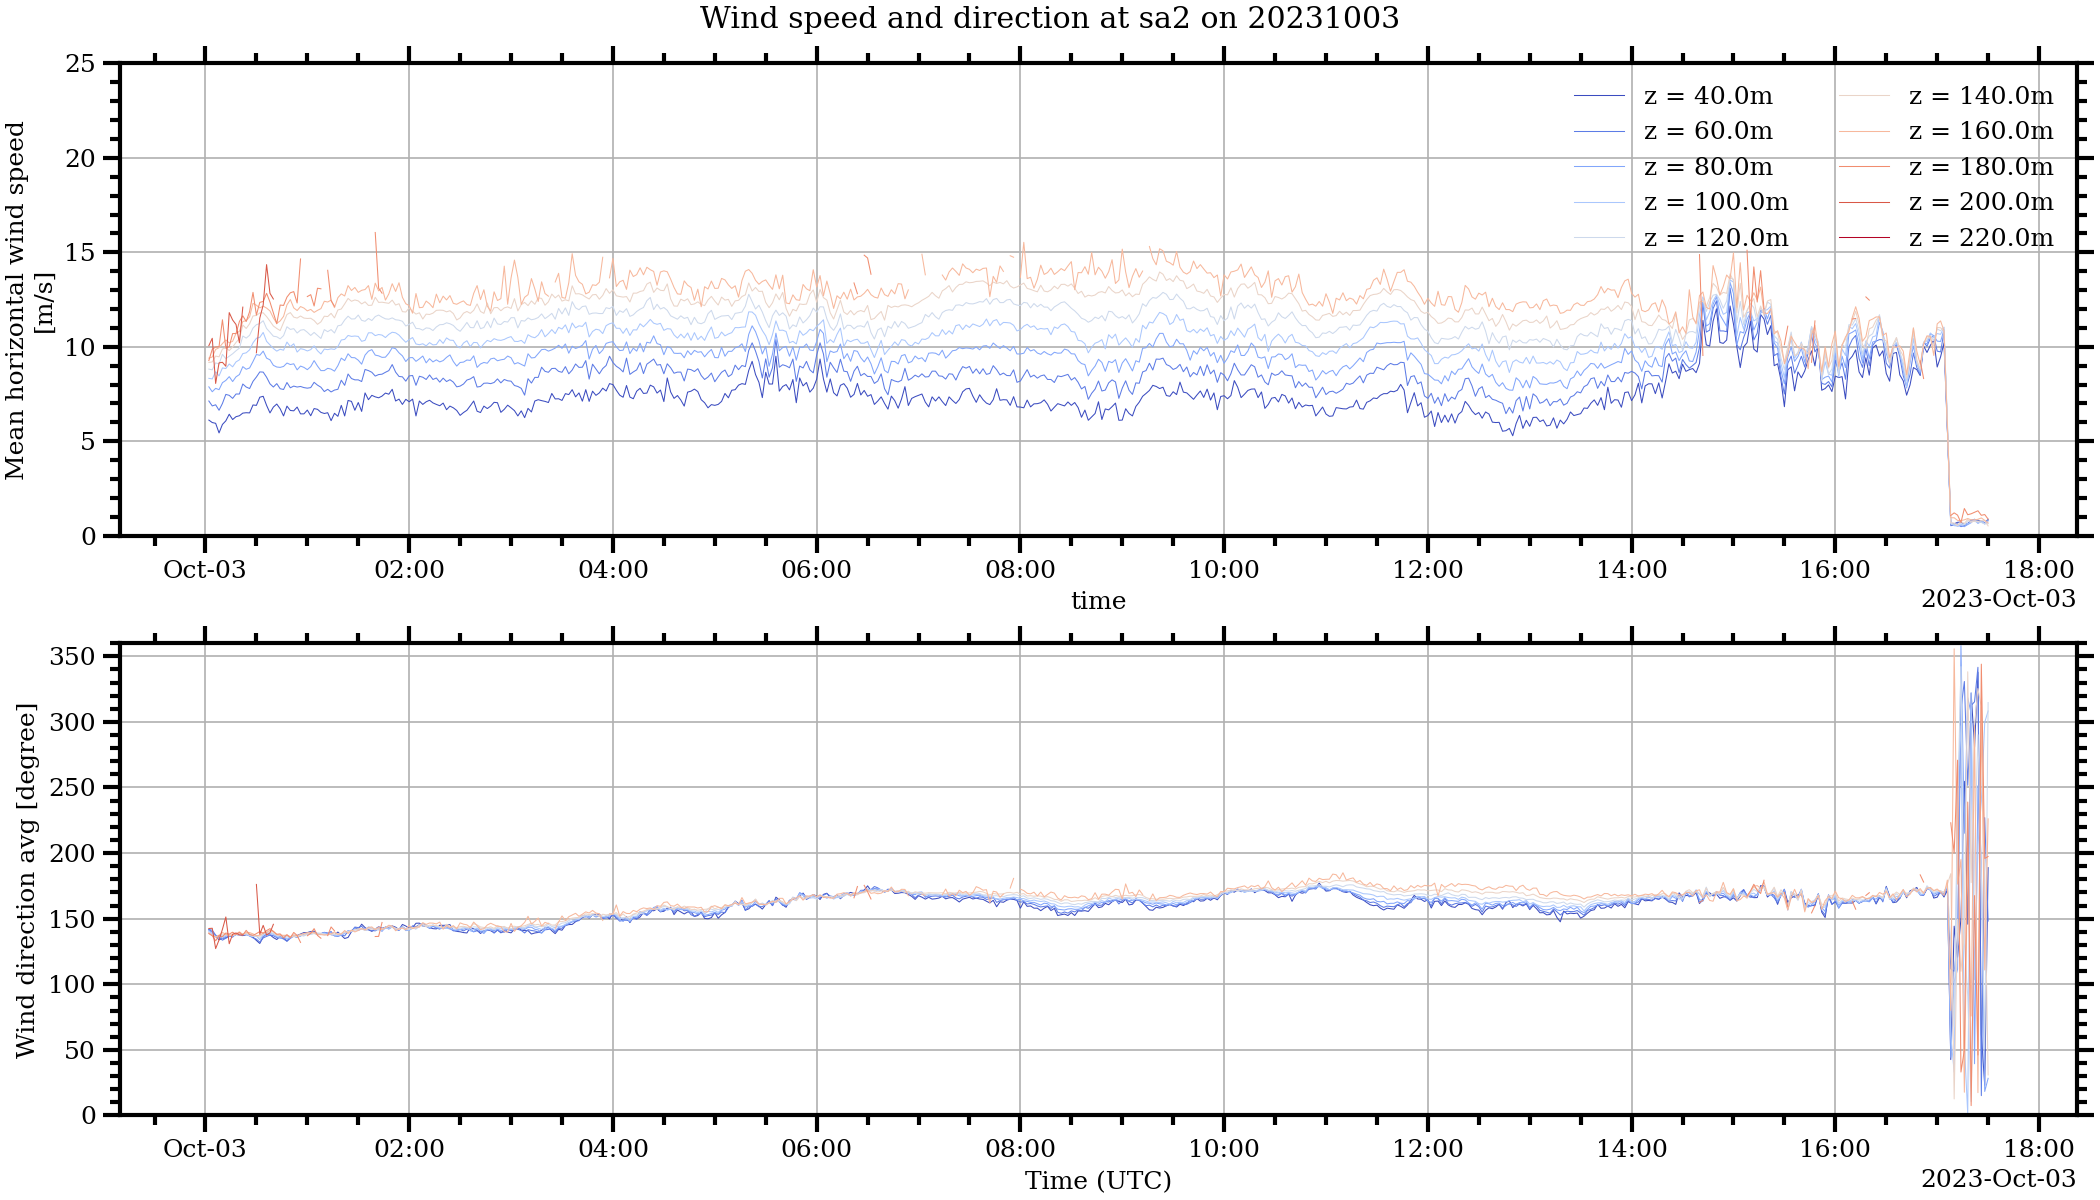 Wind speed and direction at sa2 on 20231003
Mean horizontal wind speed
[m/s]
25
20
15
10
5
0
z = 40.0m
z = 60.0m
z = 80.0m
z = 100.0m
z = 120.0m
z = 140.0m
z = 160.0m
z = 180.0m
z = 200.0m
z = 220.0m
Oct-03 02:00 04:00 06:00 08:00 10:00 12:00 14:00 16:00 18:00
time
2023-Oct-03
Wind direction avg [degree]
350
300
250
200
150
100
50
0
Oct-03 02:00 04:00 06:00 08:00 10:00 12:00 14:00 16:00 18:00
Time (UTC)
2023-Oct-03